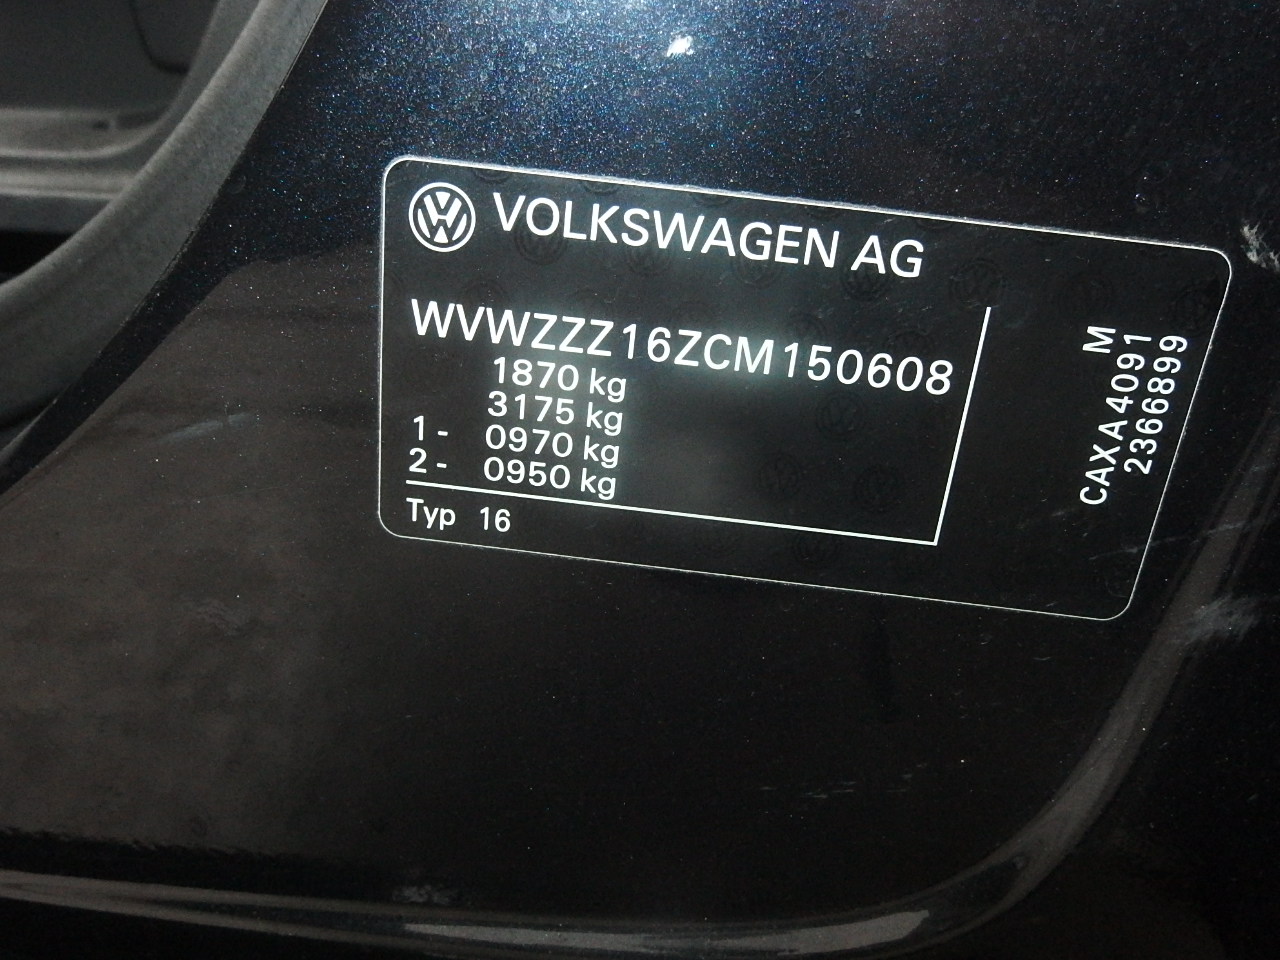 VOLKSWAGEN AG
WVWZZZ16ZCM150608
1870 kg
3175 kg
1- 0970 kg
2- 0950 kg
Typ 16
M
CAXA4091
2366899